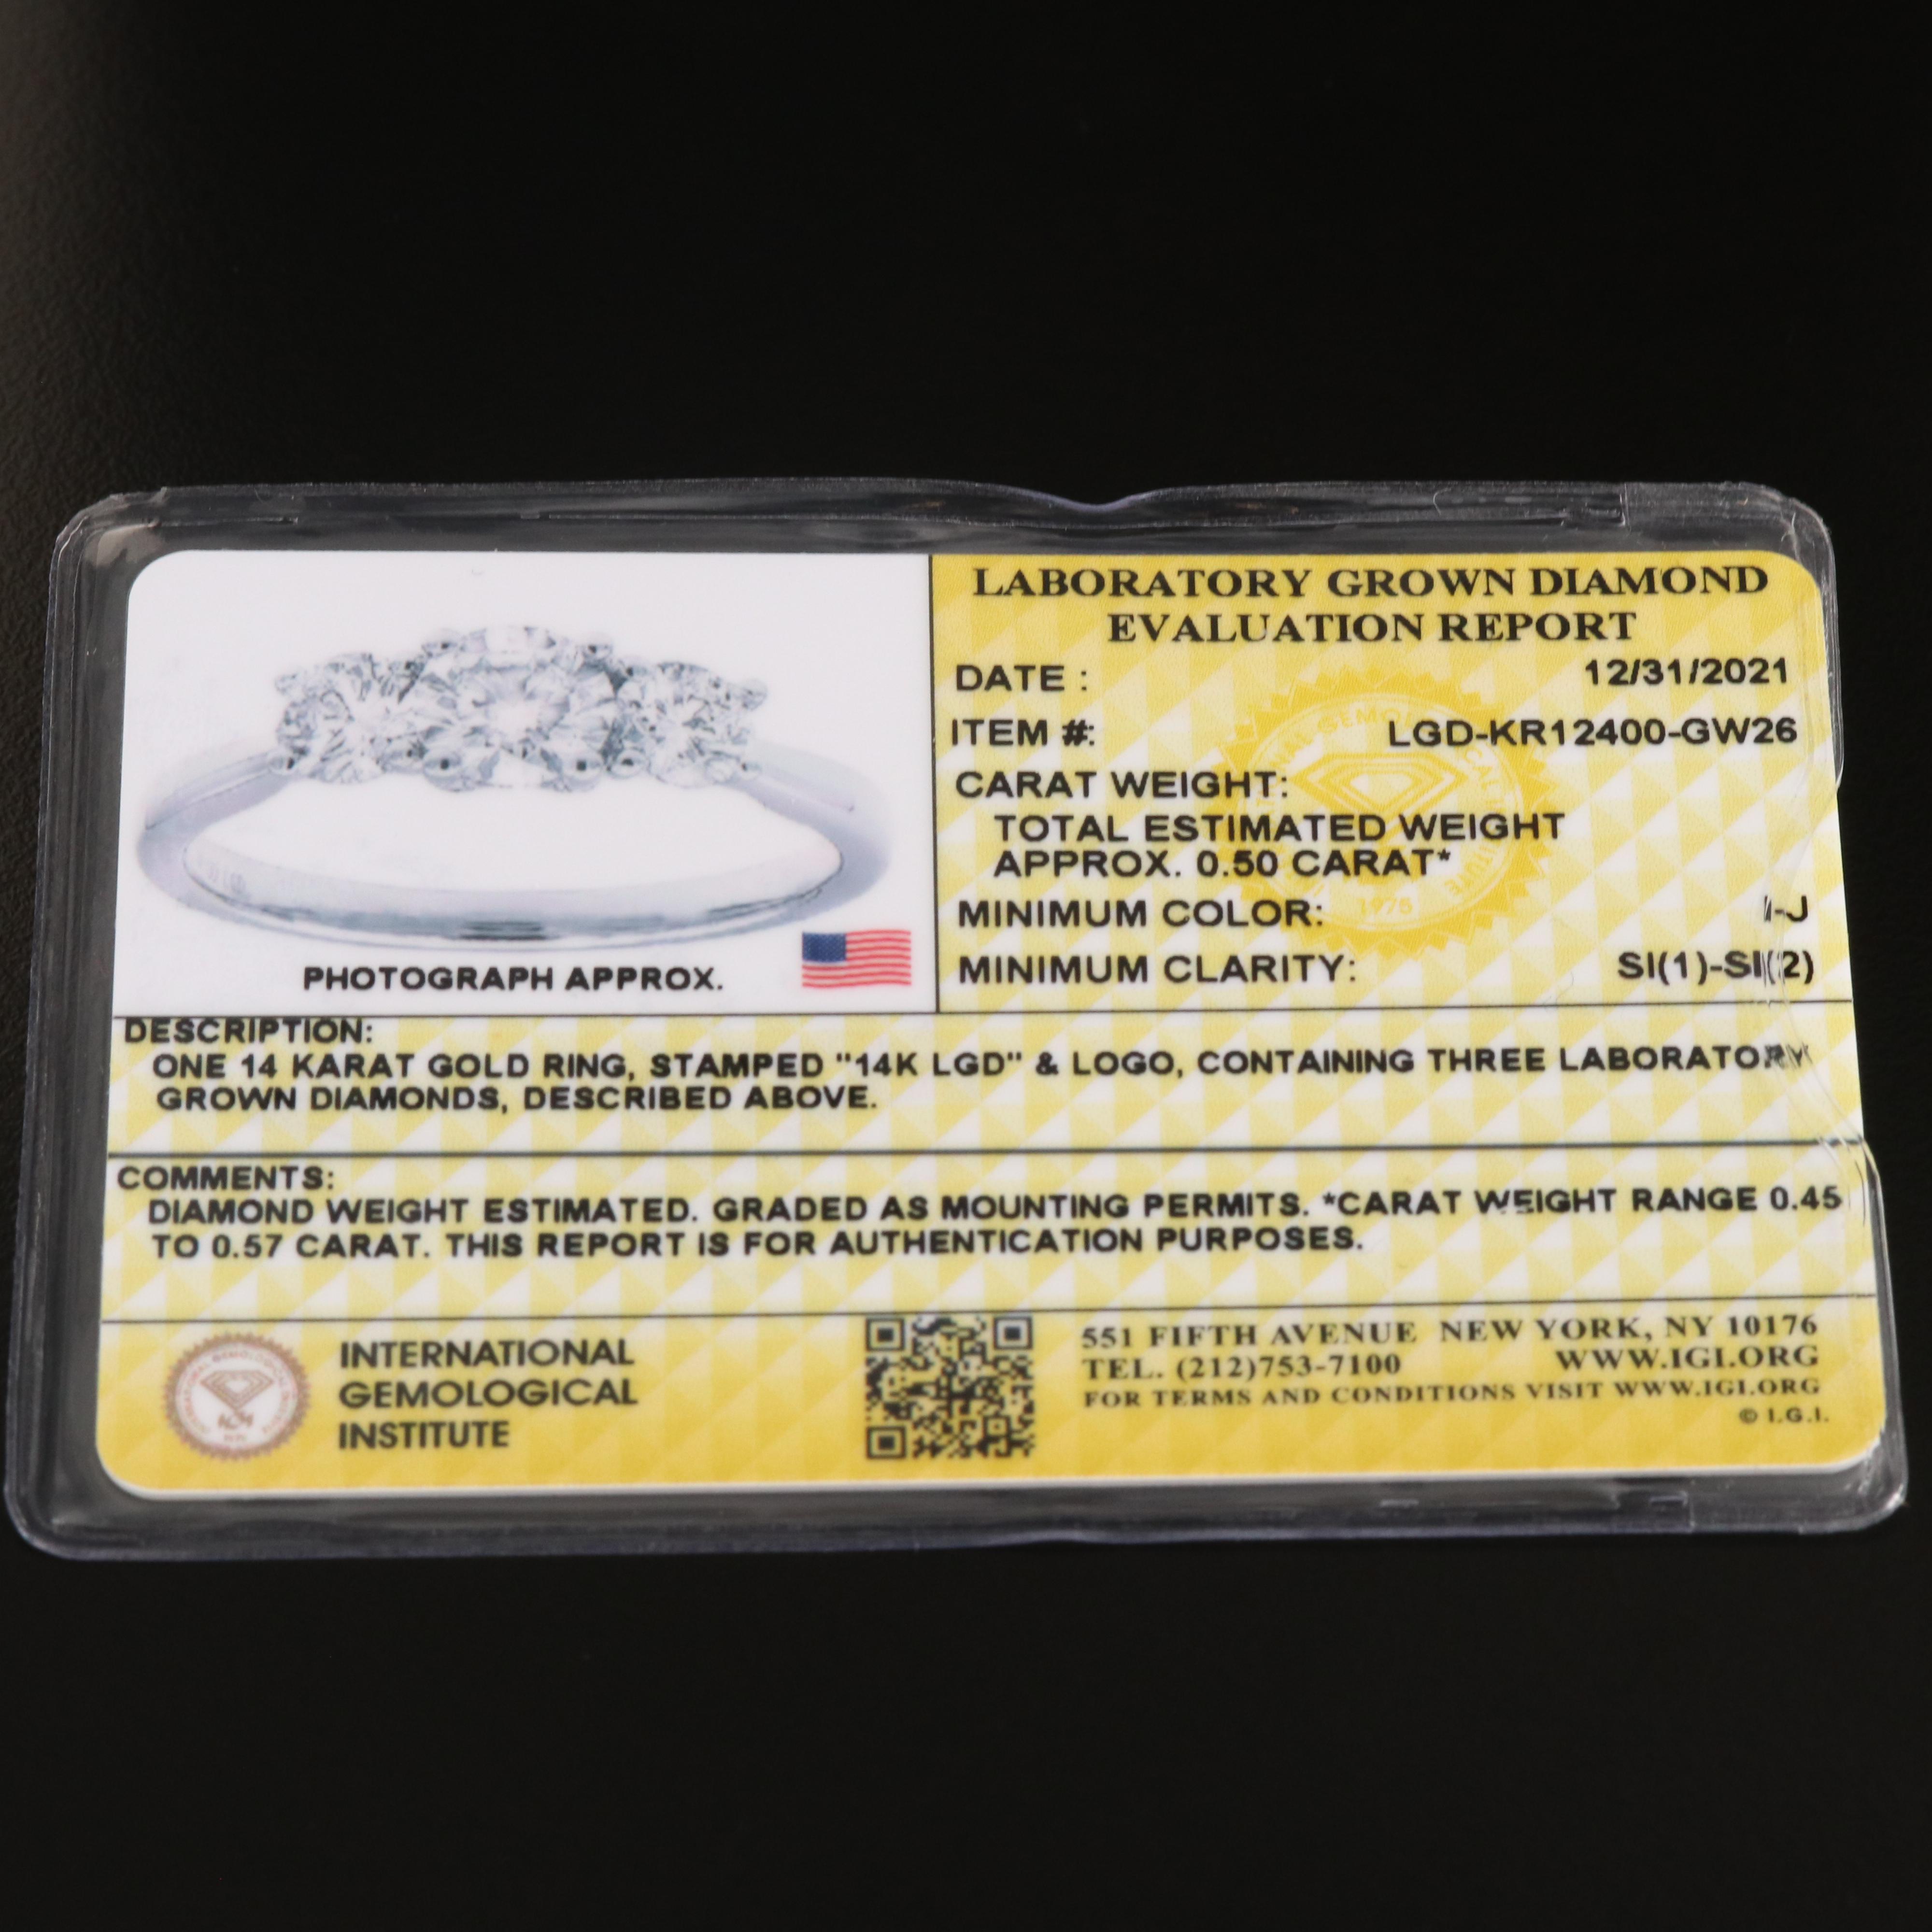 LABORATORY GROWN DIAMOND
EVALUATION REPORT
DATE : 12/31/2021
ITEM #: LGD-KR12400-GW26
CARAT WEIGHT:
TOTAL ESTIMATED WEIGHT
APPROX. 0.50 CARAT*
MINIMUM COLOR: I-J
MINIMUM CLARITY: SI(1)-SI(2)
1975
PHOTOGRAPH APPROX.
DESCRIPTION:
ONE 14 KARAT GOLD RING, STAMPED "14K LGD" & LOGO, CONTAINING THREE LABORATORY
GROWN DIAMONDS, DESCRIBED ABOVE.
COMMENTS:
DIAMOND WEIGHT ESTIMATED. GRADED AS MOUNTING PERMITS. *CARAT WEIGHT RANGE 0.45
TO 0.57 CARAT. THIS REPORT IS FOR AUTHENTICATION PURPOSES.
INTERNATIONAL
GEMOLOGICAL
INSTITUTE
551 FIFTH AVENUE NEW YORK, NY 10176
TEL. (212)753-7100 WWW.IGI.ORG
FOR TERMS AND CONDITIONS VISIT WWW.IGI.ORG
© I.G.I.